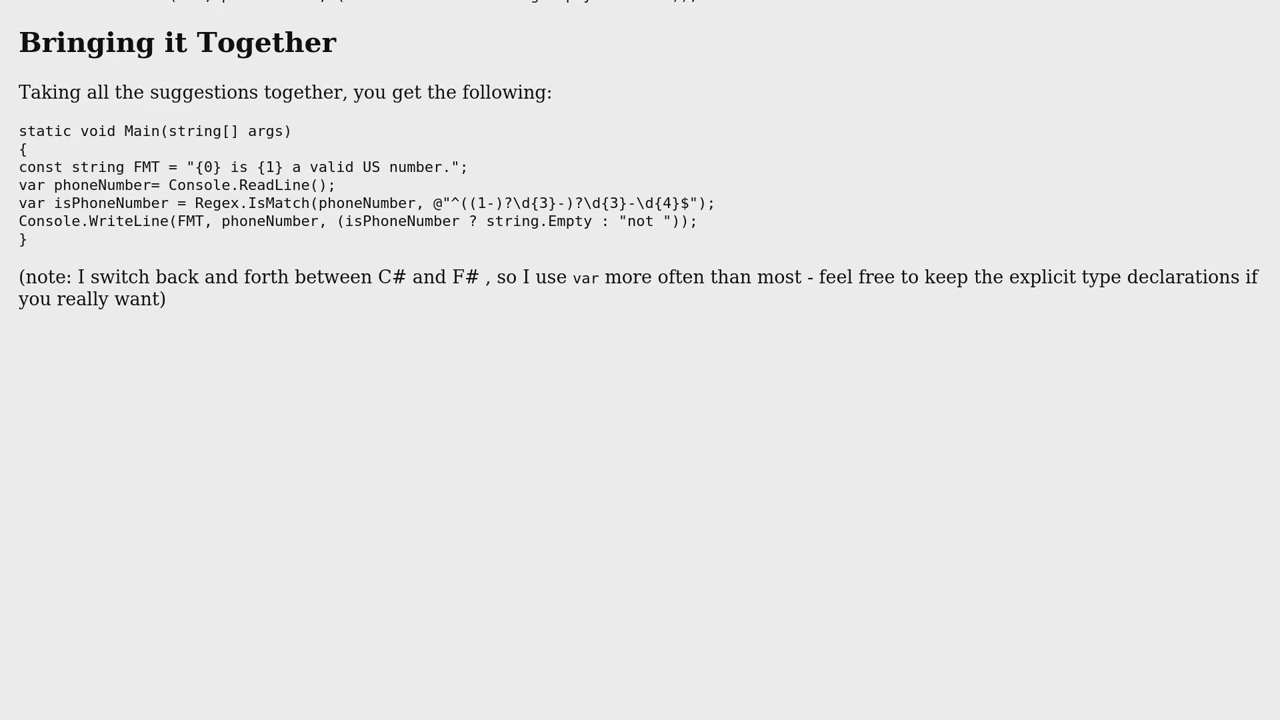 Bringing it Together
Taking all the suggestions together, you get the following:
static void Main(string[] args)
{
const string FMT = "{0} is {1} a valid US number.";
var phoneNumber= Console.ReadLine();
var isPhoneNumber = Regex.IsMatch(phoneNumber, @"^((1-)?\d{3}-)?\d{3}-\d{4}$");
Console.WriteLine(FMT, phoneNumber, (isPhoneNumber ? string.Empty : "not "));
}
(note: I switch back and forth between C# and F# , so I use var more often than most - feel free to keep the explicit type declarations if
you really want)